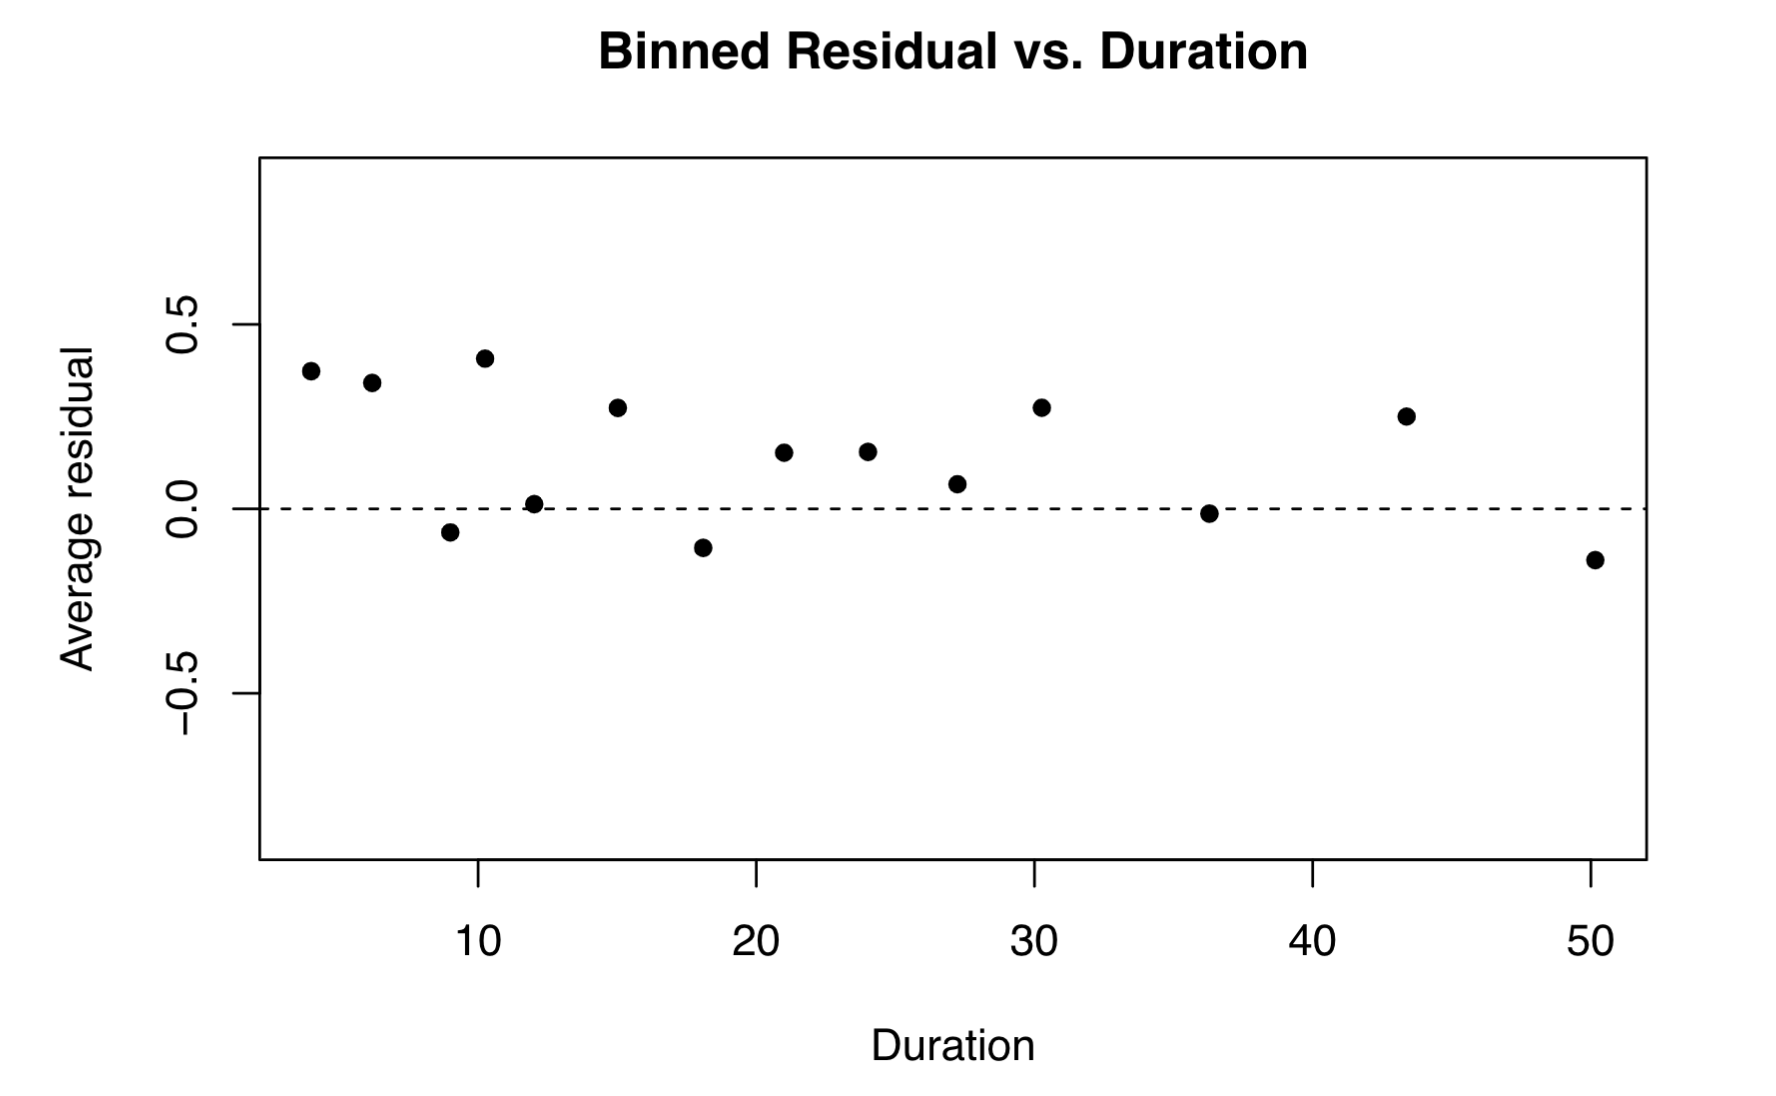 Binned Residual vs. Duration
Average residual
0.5
0.0
−0.5
10 20 30 40 50
Duration